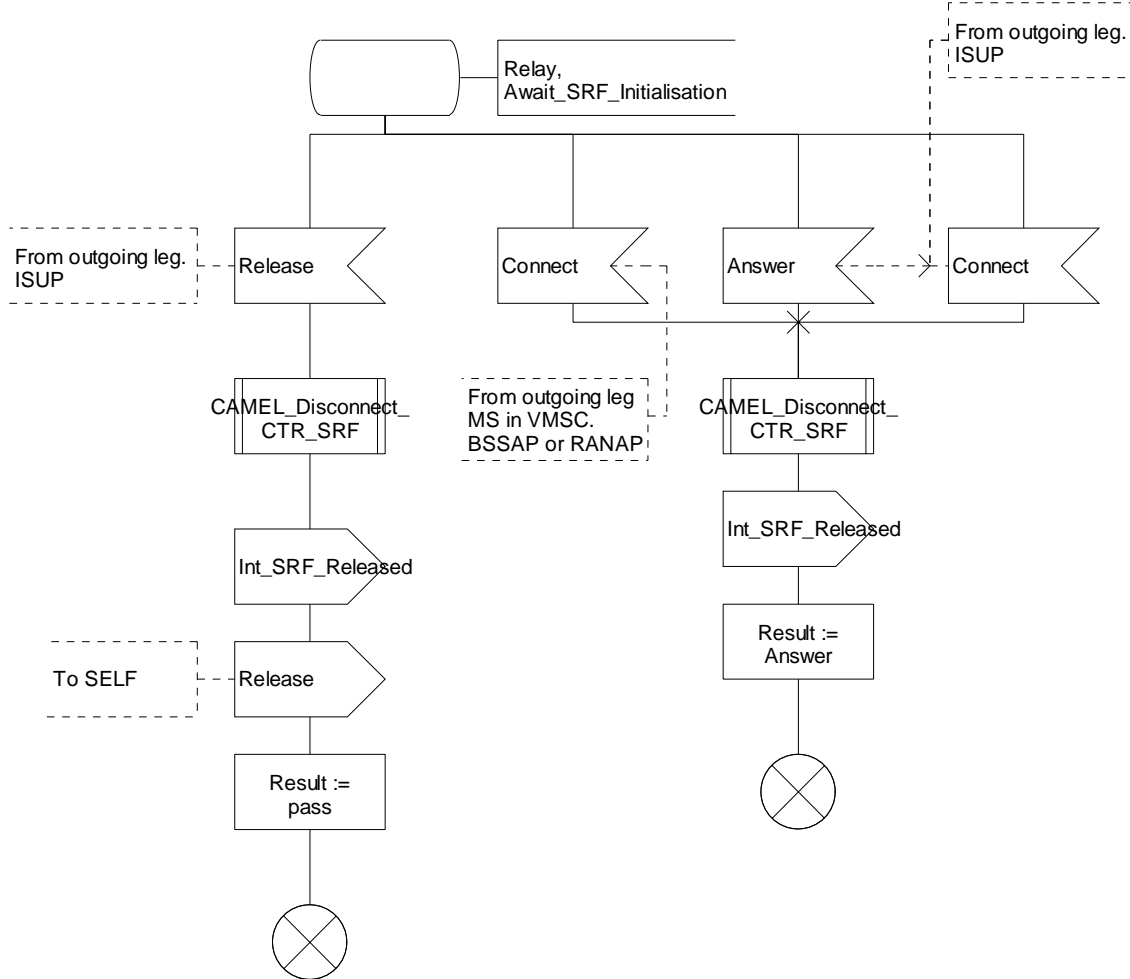 From outgoing leg.
ISUP
Relay,
Await_SRF_Initialisation
From outgoing leg.
ISUP
Release
Connect
Answer
Connect
CAMEL_Disconnect_
CTR_SRF
From outgoing leg
MS in VMSC.
BSSAP or RANAP
CAMEL_Disconnect_
CTR_SRF
Int_SRF_Released
Int_SRF_Released
To SELF
Release
Result :=
Answer
Result :=
pass